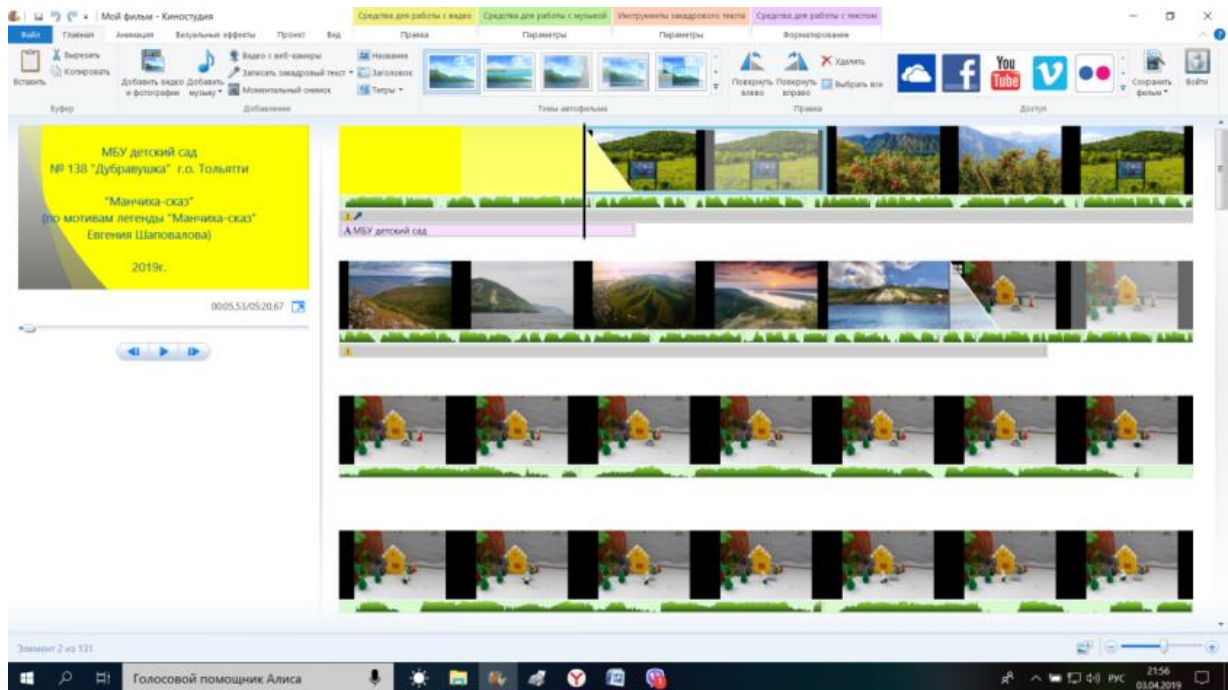 Мой фильм - Киностудия
Средства для работы с видео
Средства для работы с музыкой
Инструменты закадрового текста
Средства для работы с текстом
Файл
Главная
Анимация
Визуальные эффекты
Проект
Вид
Правка
Параметры
Параметры
Форматирование
Вставить
Вырезать
Копировать
Буфер
Добавить видео и фотографии
Добавить музыку
Видео с веб-камеры
Записать закадровый текст
Моментальный снимок
Название
Заголовок
Титры
Добавление
Темы автофильма
Повернуть влево
Повернуть вправо
Удалить
Выбрать все
Правка
You
Tube
Доступ
Сохранить фильм
Войти
МБУ детский сад
№ 138 "Дубравушка" г.о. Тольятти
"Манчиха-сказ"
(по мотивам легенды "Манчиха-сказ"
Евгения Шаповалова)
2019г.
00:05,53/05:20,67
A МБУ детский сад
Элемент 2 из 131
Голосовой помощник Алиса
РУС
21:56
03.04.2019